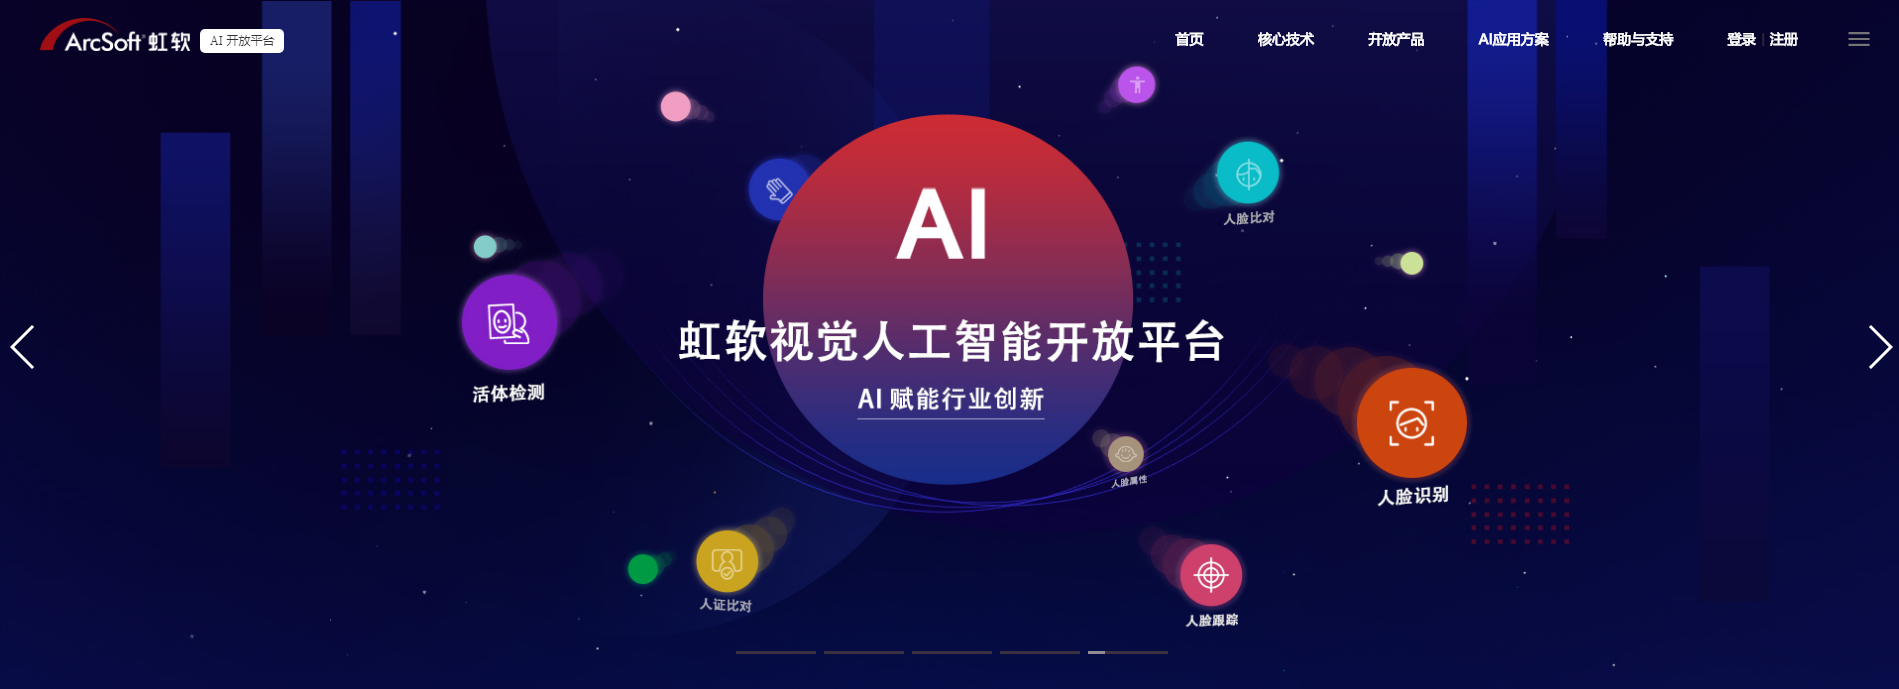 ArcSoft® 虹软 AI 开放平台
首页 核心技术 开放产品 AI应用方案 帮助与支持 登录 | 注册
AI
人脸比对
虹软视觉人工智能开放平台
活体检测
AI 赋能行业创新
人脸属性
人脸识别
人证比对
人脸跟踪